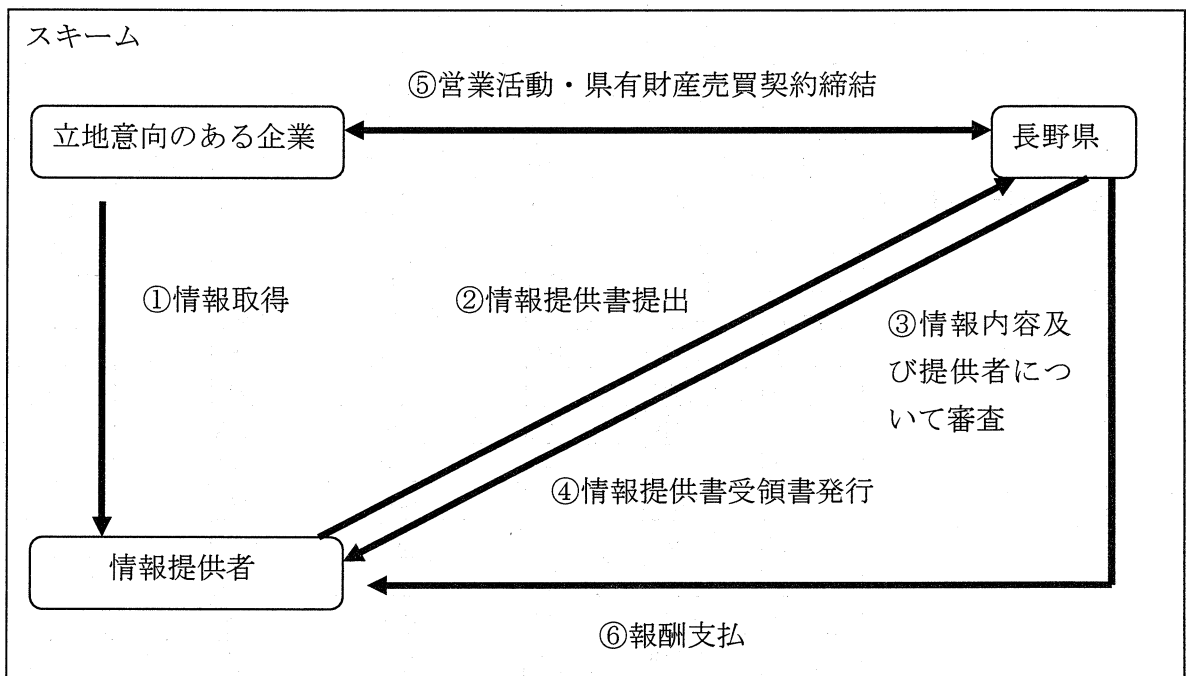 スキーム
⑤営業活動・県有財産売買契約締結
立地意向のある企業
長野県
①情報取得
②情報提供書提出
③情報内容及
び提供者につ
いて審査
④情報提供書受領書発行
情報提供者
⑥報酬支払